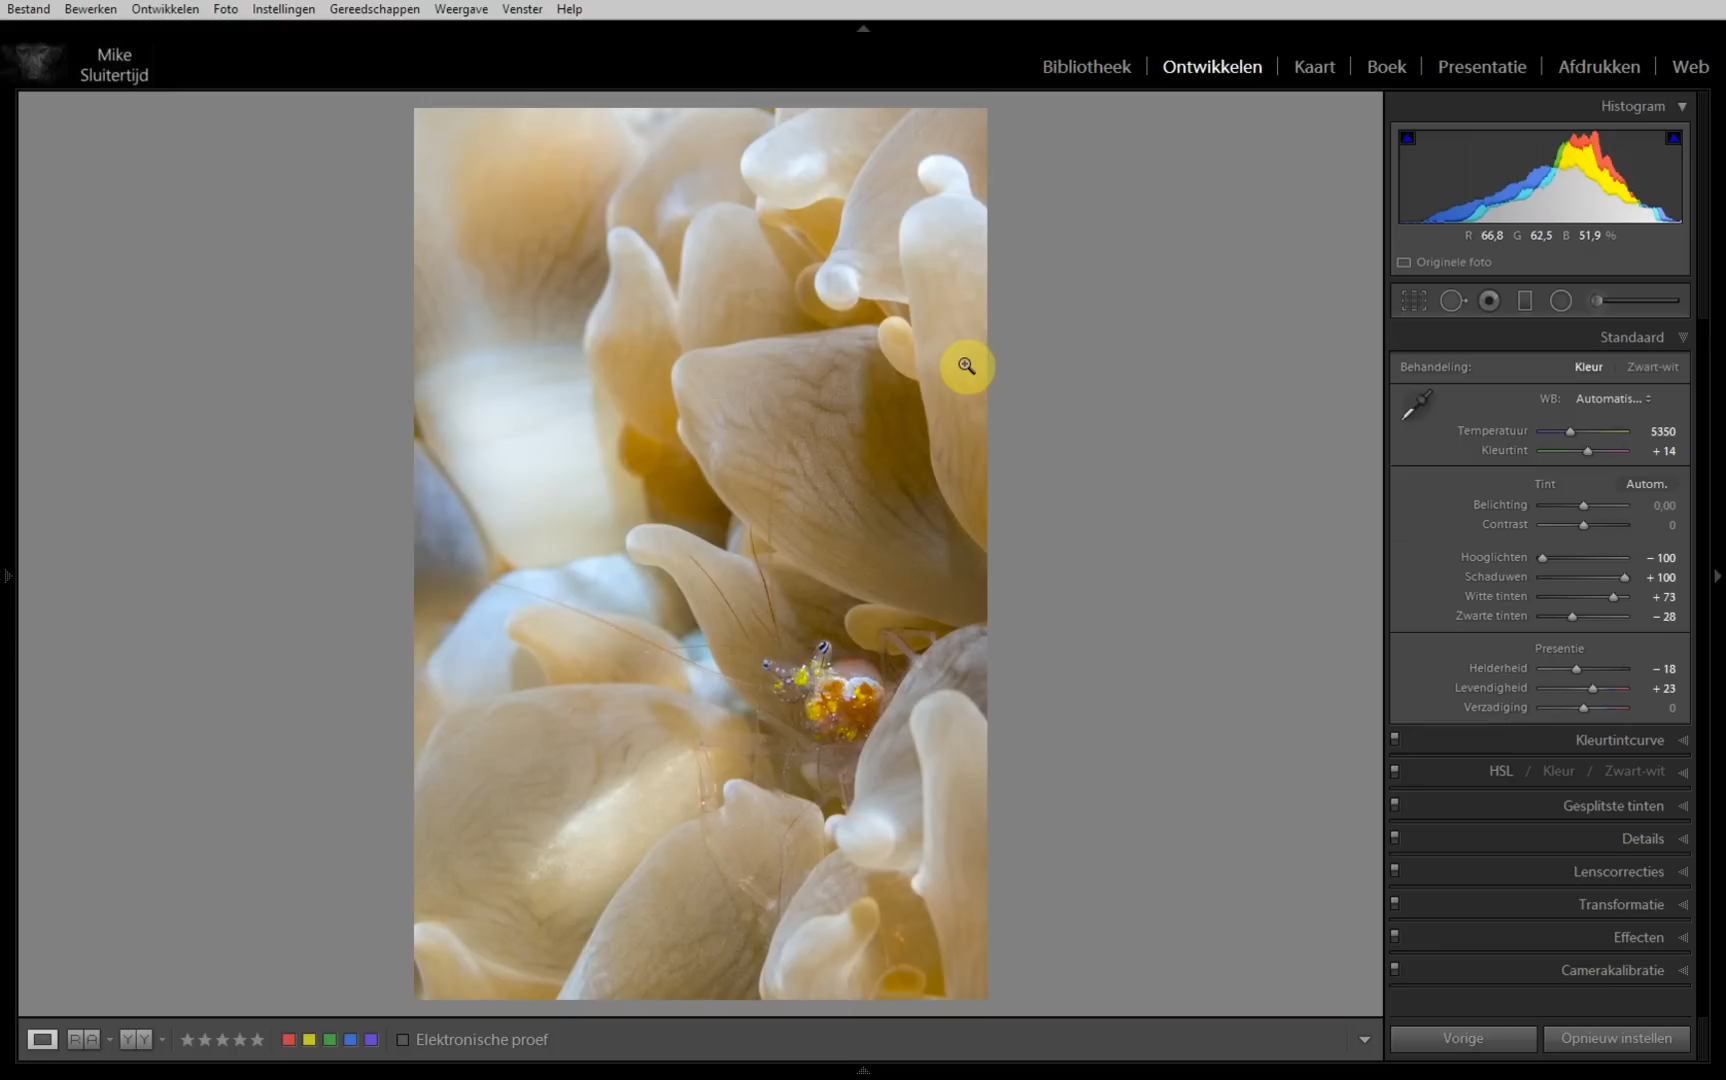 Bestand Bewerken Ontwikkelen Foto Instellingen Gereedschappen Weergave Venster Help
Mike
Sluitertijd
Bibliotheek | Ontwikkelen | Kaart | Boek | Presentatie | Afdrukken | Web
Histogram
R 66,8 G 62,5 B 51,9 %
Originele foto
Standaard
Behandeling: Kleur Zwart-wit
WB: Automatis...
Temperatuur 5350
Kleurtint + 14
Tint Autom.
Belichting 0,00
Contrast 0
Hooglichten − 100
Schaduwen + 100
Witte tinten + 73
Zwarte tinten − 28
Presentie
Helderheid − 18
Levendigheid + 23
Verzadiging 0
Kleurtintcurve
HSL / Kleur / Zwart-wit
Gesplitste tinten
Details
Lenscorrecties
Transformatie
Effecten
Camerakalibratie
R A Y Y Elektronische proef
Vorige Opnieuw instellen